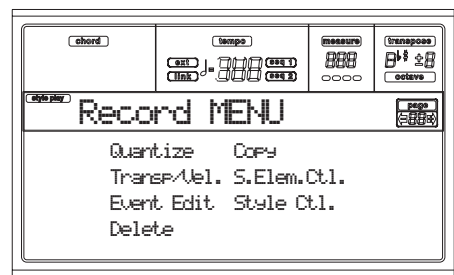 chord tempo measure transpose
ext seq 1
link seq 2
octave
style play
Record MENU page
Quantize Copy
Transp/Vel. S.Elem.Ctl.
Event Edit Style Ctl.
Delete